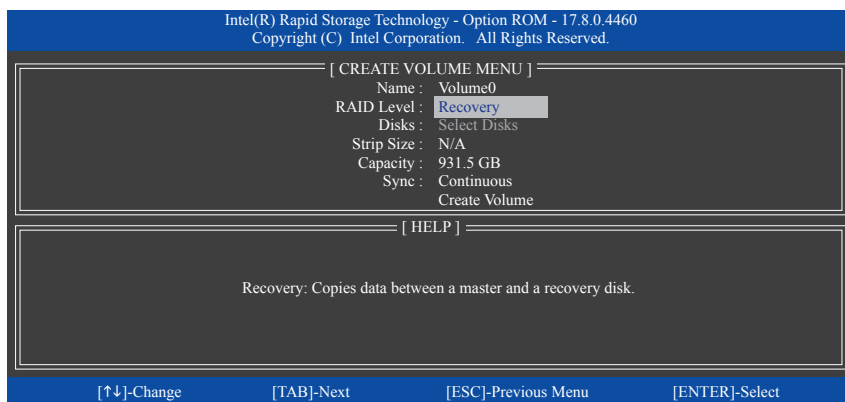 Intel(R) Rapid Storage Technology - Option ROM - 17.8.0.4460
Copyright (C) Intel Corporation. All Rights Reserved.
[ CREATE VOLUME MENU ]
Name : Volume0
RAID Level : Recovery
Disks : Select Disks
Strip Size : N/A
Capacity : 931.5 GB
Sync : Continuous
Create Volume
[ HELP ]
Recovery: Copies data between a master and a recovery disk.
[↑↓]-Change [TAB]-Next [ESC]-Previous Menu [ENTER]-Select